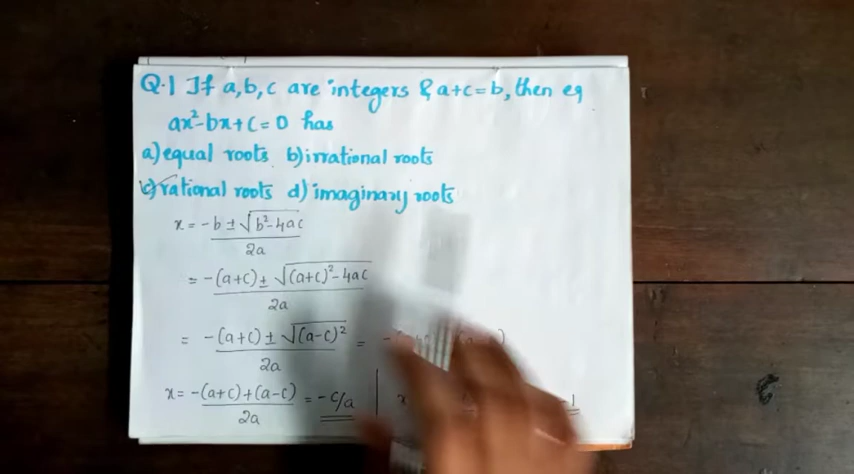 Q.1 If a,b,c are integers & a+c=b, then eq
ax²-bx+c=0 has
a) equal roots b) irrational roots
c) rational roots d) imaginary roots
x = -b ± √b²-4ac
2a
= -(a+c) ± √(a+c)²-4ac
2a
= -(a+c) ± √(a-c)² =
2a
x = -(a+c)+(a-c) = -c/a | x
2a